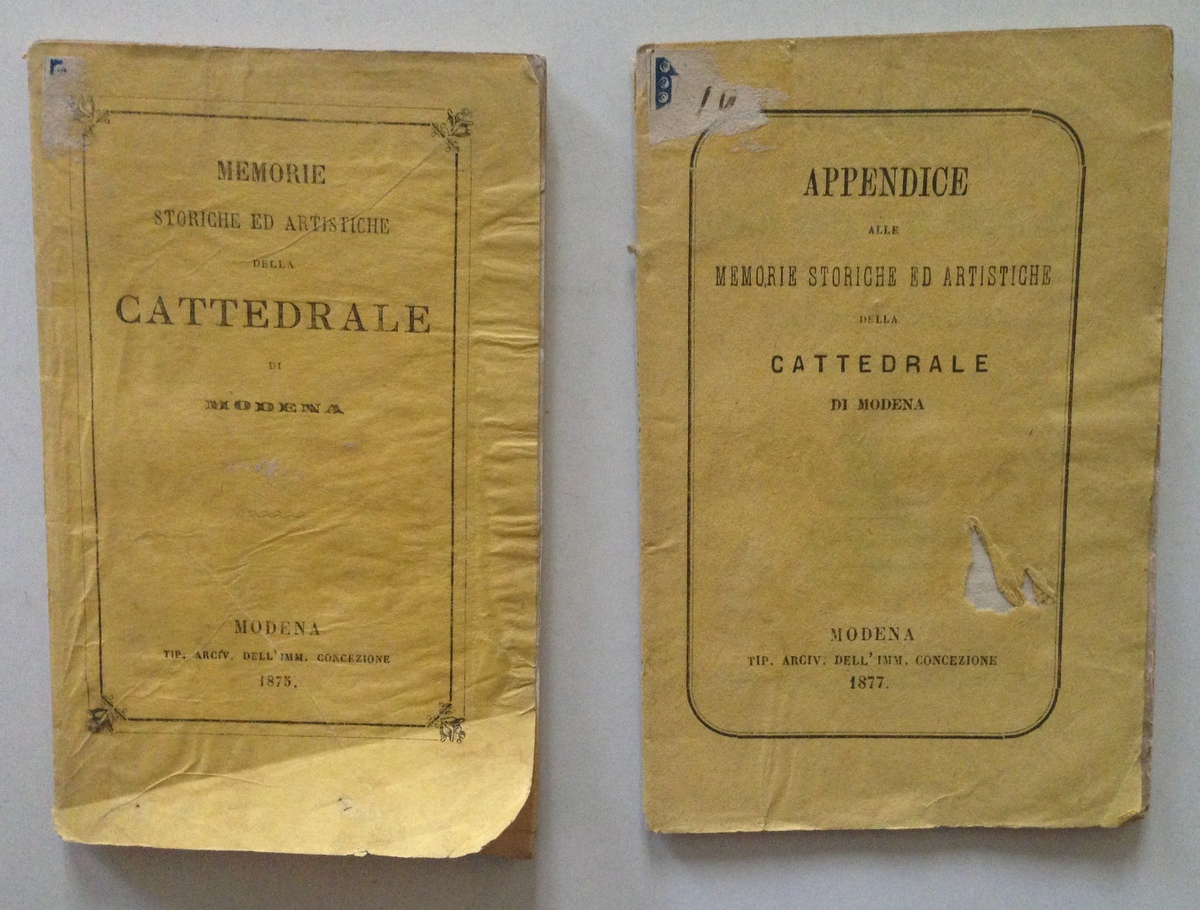 MEMORIE
STORICHE ED ARTISTICHE
DELLA
CATTEDRALE
DI
MODENA
MODENA
TIP. ARCIV. DELL' IMM. CONCEZIONE
1875.
APPENDICE
ALLE
MEMORIE STORICHE ED ARTISTICHE
DELLA
CATTEDRALE
DI MODENA
MODENA
TIP. ARCIV. DELL' IMM. CONCEZIONE
1877.